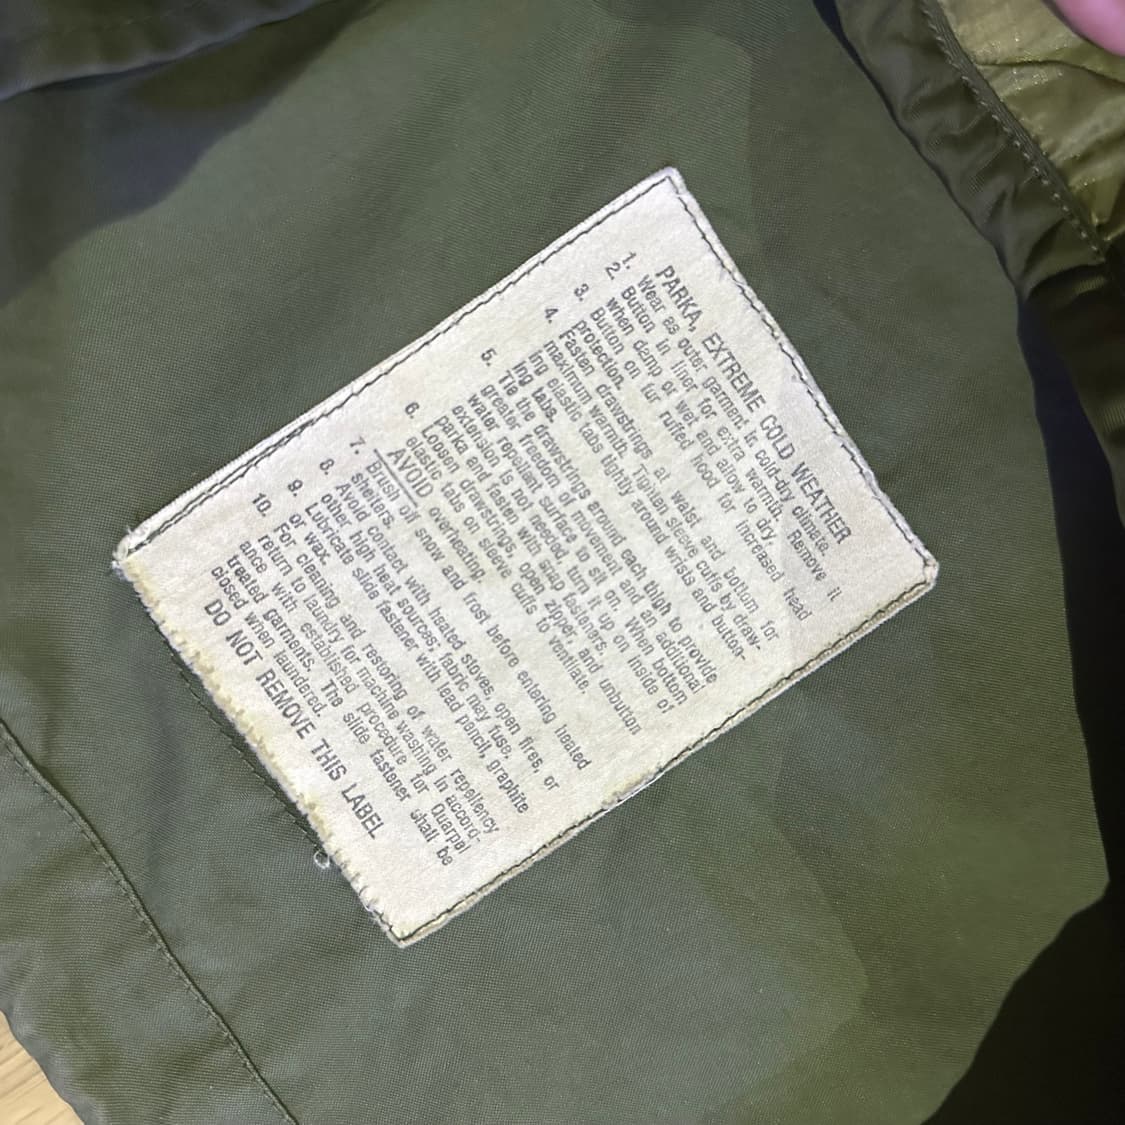 PARKA, EXTREME COLD WEATHER
1. Wear as outer garment in cold-dry climate.
2. Button in liner for extra warmth. Remove it
when damp or wet and allow to dry.
3. Button on fur ruffed hood for increased head
protection.
4. Fasten drawstrings at waist and bottom for
maximum warmth. Tighten sleeve cuffs by draw-
ing elastic tabs tightly around wrists and button-
ing tabs.
5. Tie the drawstrings around each thigh to provide
greater freedom of movement and an additional
water repellant surface to sit on. When bottom
extension is not needed, turn it up on inside of
parka and fasten with snap fasteners.
6. Loosen drawstrings, open zipper, and unbutton
elastic tabs on sleeve cuffs to ventilate.
AVOID overheating.
7. Brush off snow and frost before entering heated
shelters.
8. Avoid contact with heated stoves, open fires, or
other high heat sources; fabric may fuse.
9. Lubricate slide fastener with lead pencil, graphite
or wax.
10. For cleaning and restoring of water repellency
return to laundry for machine washing in accord-
ance with established procedure for Quarpel
treated garments. The slide fastener shall be
closed when laundered.
DO NOT REMOVE THIS LABEL